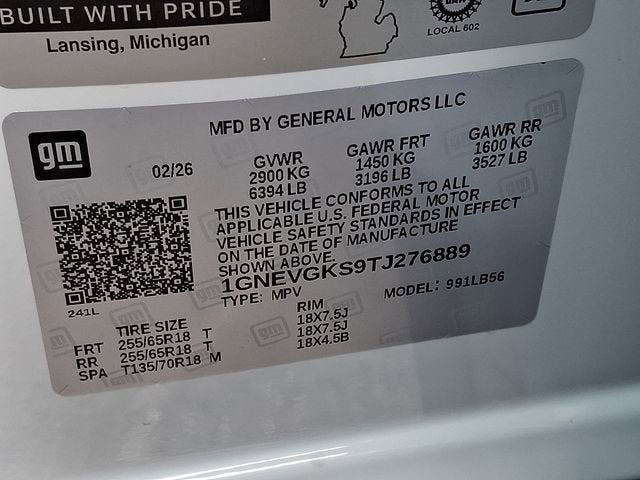 BUILT WITH PRIDE
Lansing, Michigan
LOCAL 602
MFD BY GENERAL MOTORS LLC
gm
02/26
GVWR
2900 KG
6394 LB
GAWR FRT
1450 KG
3196 LB
GAWR RR
1600 KG
3527 LB
THIS VEHICLE CONFORMS TO ALL
APPLICABLE U.S. FEDERAL MOTOR
VEHICLE SAFETY STANDARDS IN EFFECT
ON THE DATE OF MANUFACTURE
SHOWN ABOVE.
1GNEVGKS9TJ276889
TYPE: MPV
MODEL: 991LB56
241L
TIRE SIZE RIM
FRT 255/65R18 T 18X7.5J
RR 255/65R18 T 18X7.5J
SPA T135/70R18 M 18X4.5B